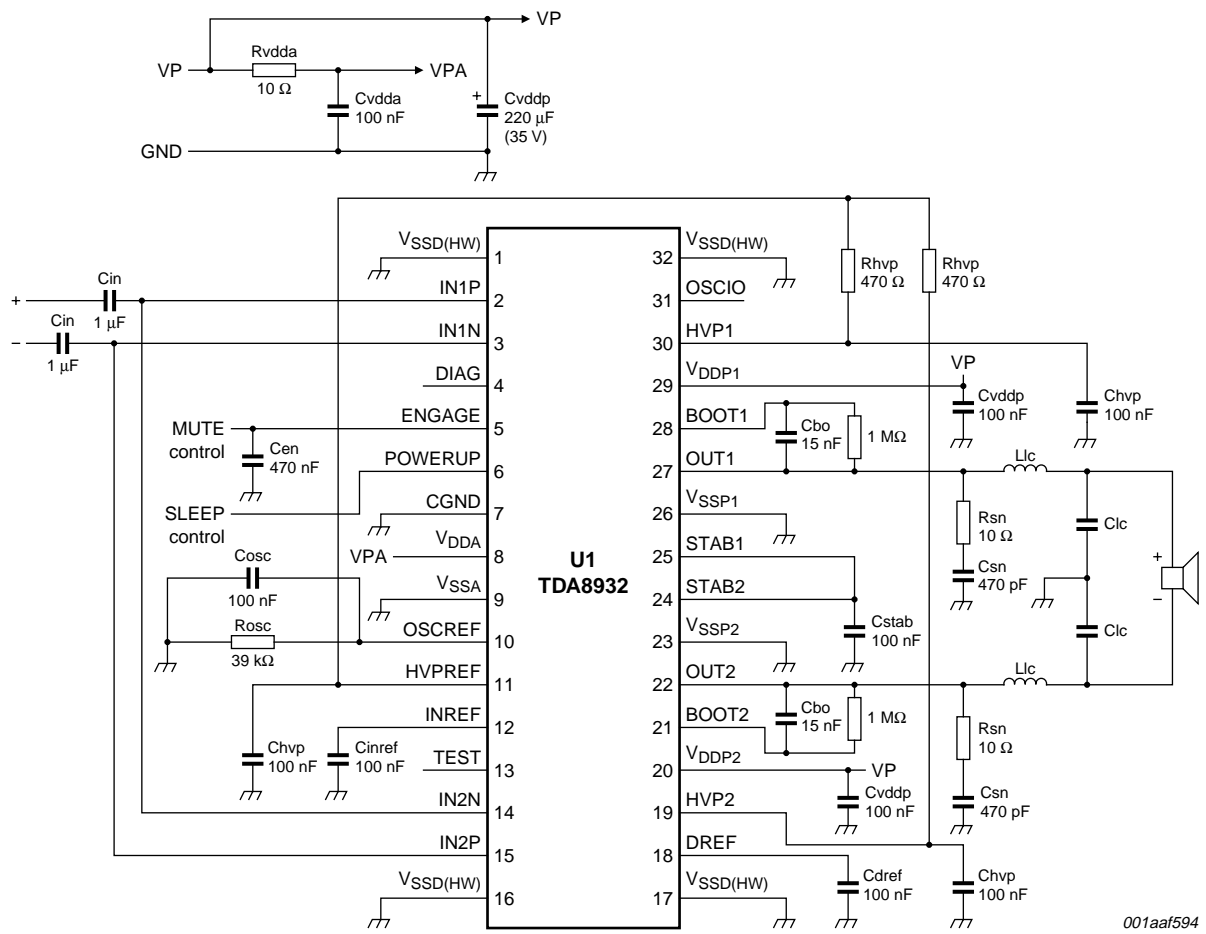 VP
Rvdda
VP
VPA
10 Ω
Cvdda
100 nF
+
Cvddp
220 μF
(35 V)
GND
VSSD(HW)
1
Cin
+
1 μF
IN1P
2
Cin
−
1 μF
IN1N
3
DIAG
4
MUTE
control
ENGAGE
5
Cen
470 nF
POWERUP
6
SLEEP
control
CGND
7
VPA
VDDA
8
Cosc
100 nF
VSSA
9
Rosc
39 kΩ
OSCREF
10
HVPREF
11
Chvp
100 nF
INREF
12
Cinref
100 nF
TEST
13
IN2N
14
IN2P
15
VSSD(HW)
16
U1
TDA8932
VSSD(HW)
32
Rhvp
470 Ω
Rhvp
470 Ω
OSCIO
31
HVP1
30
VDDP1
29
VP
Cvddp
100 nF
Chvp
100 nF
BOOT1
28
Cbo
15 nF
1 MΩ
OUT1
27
Llc
VSSP1
26
Rsn
10 Ω
Clc
STAB1
25
Csn
470 pF
+
−
STAB2
24
Cstab
100 nF
Clc
VSSP2
23
OUT2
22
Llc
BOOT2
21
Cbo
15 nF
1 MΩ
Rsn
10 Ω
VDDP2
20
VP
Cvddp
100 nF
Csn
470 pF
HVP2
19
DREF
18
Cdref
100 nF
Chvp
100 nF
VSSD(HW)
17
001aaf594